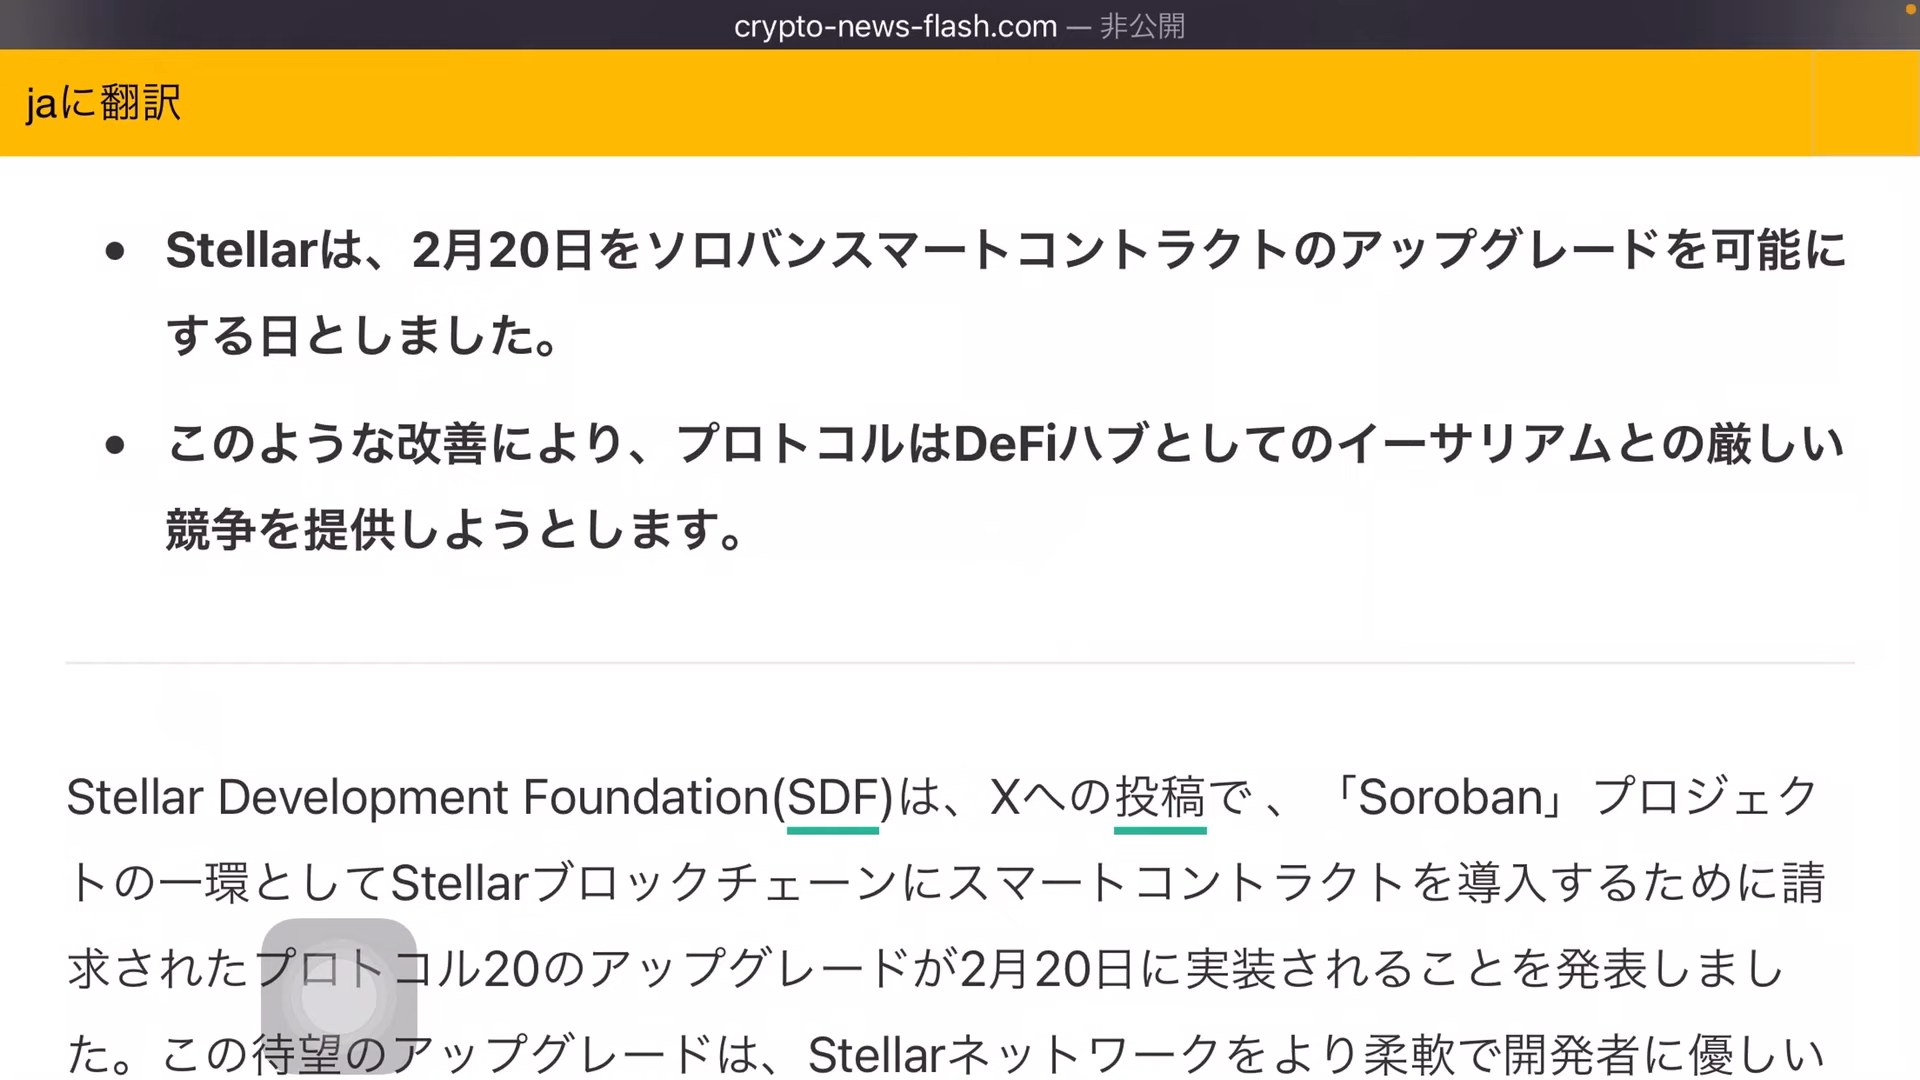 crypto-news-flash.com — 非公開
jaに翻訳
• Stellarは、2月20日をソロバンスマートコントラクトのアップグレードを可能に
する日としました。
• このような改善により、プロトコルはDeFiハブとしてのイーサリアムとの厳しい
競争を提供しようとします。
Stellar Development Foundation(SDF)は、Xへの投稿で 、「Soroban」プロジェク
トの一環としてStellarブロックチェーンにスマートコントラクトを導入するために請
求されたプロトコル20のアップグレードが2月20日に実装されることを発表しまし
た。この待望のアップグレードは、Stellarネットワークをより柔軟で開発者に優しい